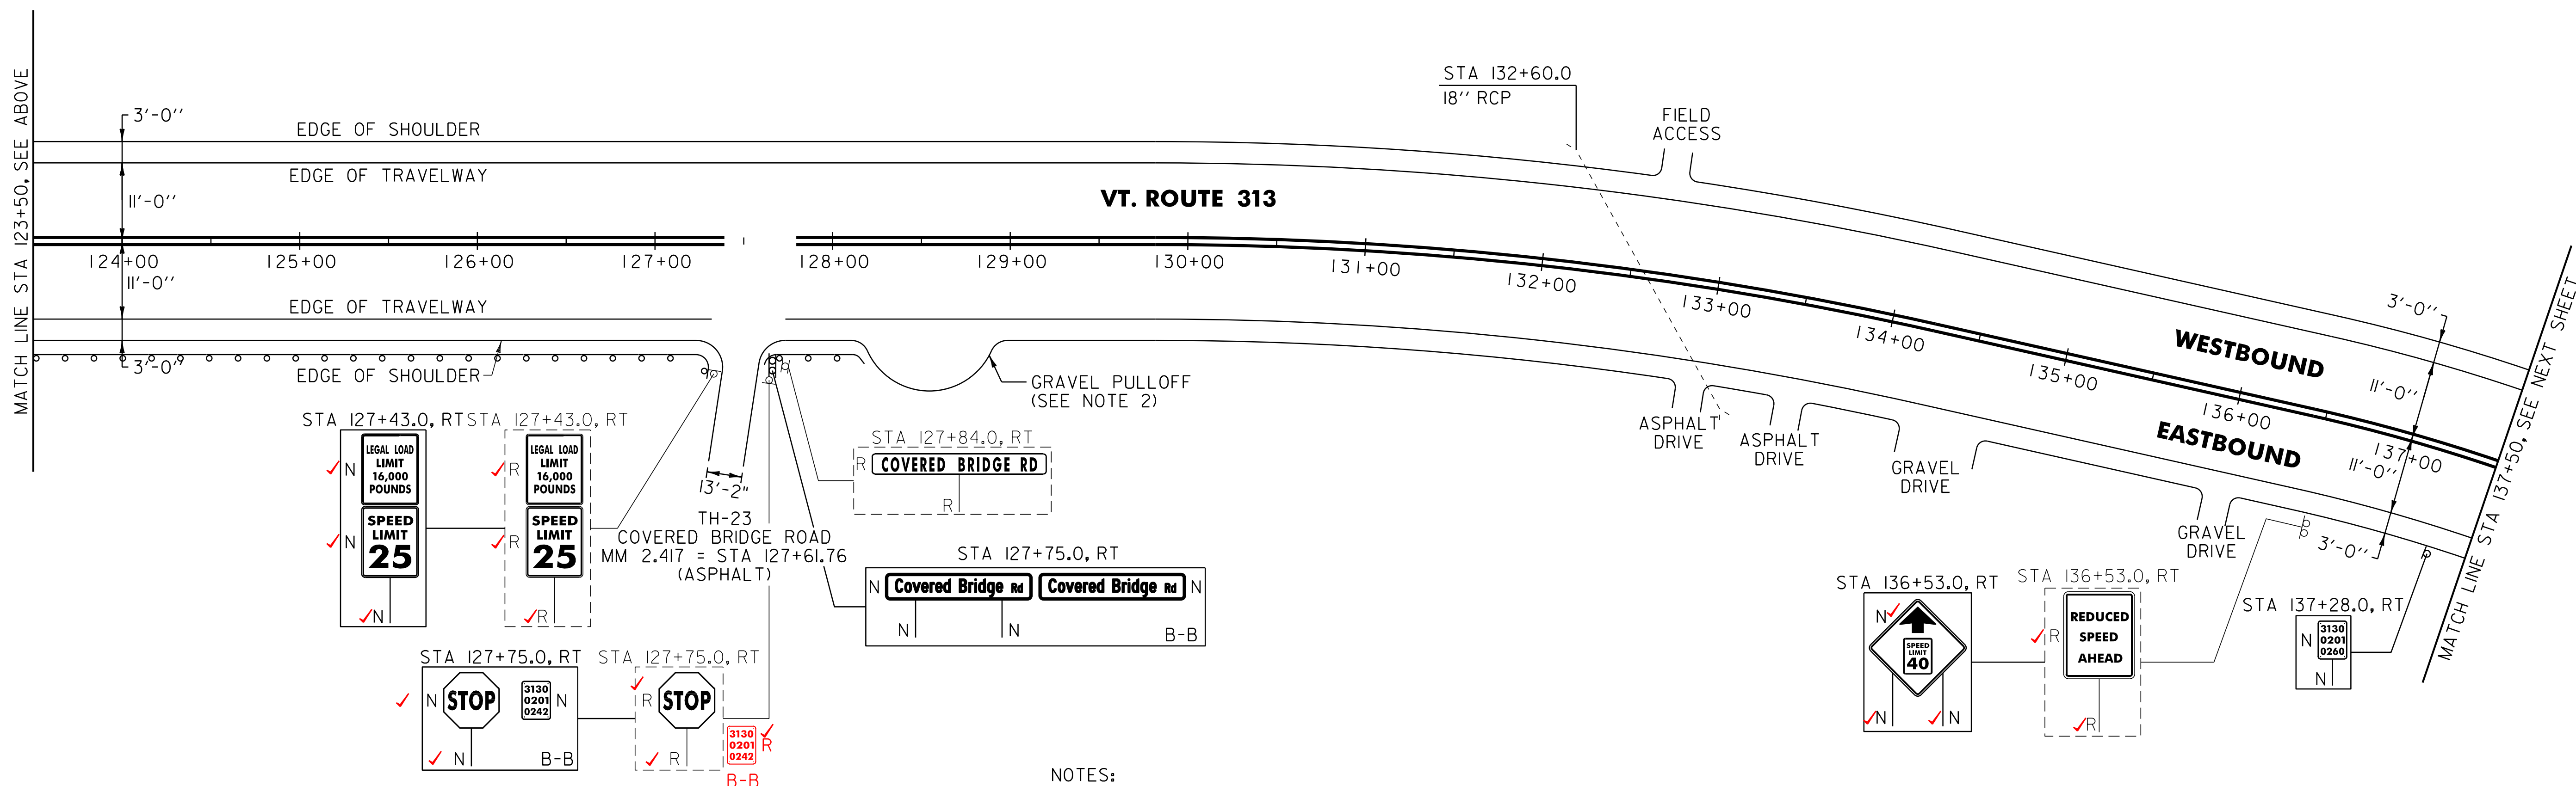 MATCH LINE STA 123+50, SEE ABOVE
3'-0''
EDGE OF SHOULDER
EDGE OF TRAVELWAY
11'-0''
VT. ROUTE 313
STA 132+60.0
18'' RCP
FIELD
ACCESS
124+00
125+00
126+00
127+00
128+00
129+00
130+00
131+00
132+00
133+00
134+00
135+00
136+00
137+00
11'-0''
EDGE OF TRAVELWAY
3'-0''
EDGE OF SHOULDER
WESTBOUND
EASTBOUND
3'-0''
11'-0''
11'-0''
3'-0''
MATCH LINE STA 137+50, SEE NEXT SHEET
GRAVEL PULLOFF
(SEE NOTE 2)
ASPHALT
DRIVE
ASPHALT
DRIVE
GRAVEL
DRIVE
GRAVEL
DRIVE
STA 127+43.0, RT
N
LEGAL LOAD
LIMIT
16,000
POUNDS
N
SPEED
LIMIT
25
N
STA 127+43.0, RT
R
LEGAL LOAD
LIMIT
16,000
POUNDS
R
SPEED
LIMIT
25
R
13'-2"
TH-23
COVERED BRIDGE ROAD
MM 2.417 = STA 127+61.76
(ASPHALT)
STA 127+84.0, RT
R COVERED BRIDGE RD
R
STA 127+75.0, RT
N Covered Bridge Rd Covered Bridge Rd N
N N
B-B
STA 127+75.0, RT
N STOP
3130
0201
0242
N
N
B-B
STA 127+75.0, RT
R STOP
R
3130
0201
0242
R
B-B
STA 136+53.0, RT
N
SPEED
LIMIT
40
N N
STA 136+53.0, RT
R
REDUCED
SPEED
AHEAD
R
STA 137+28.0, RT
N
3130
0201
0260
N
NOTES: